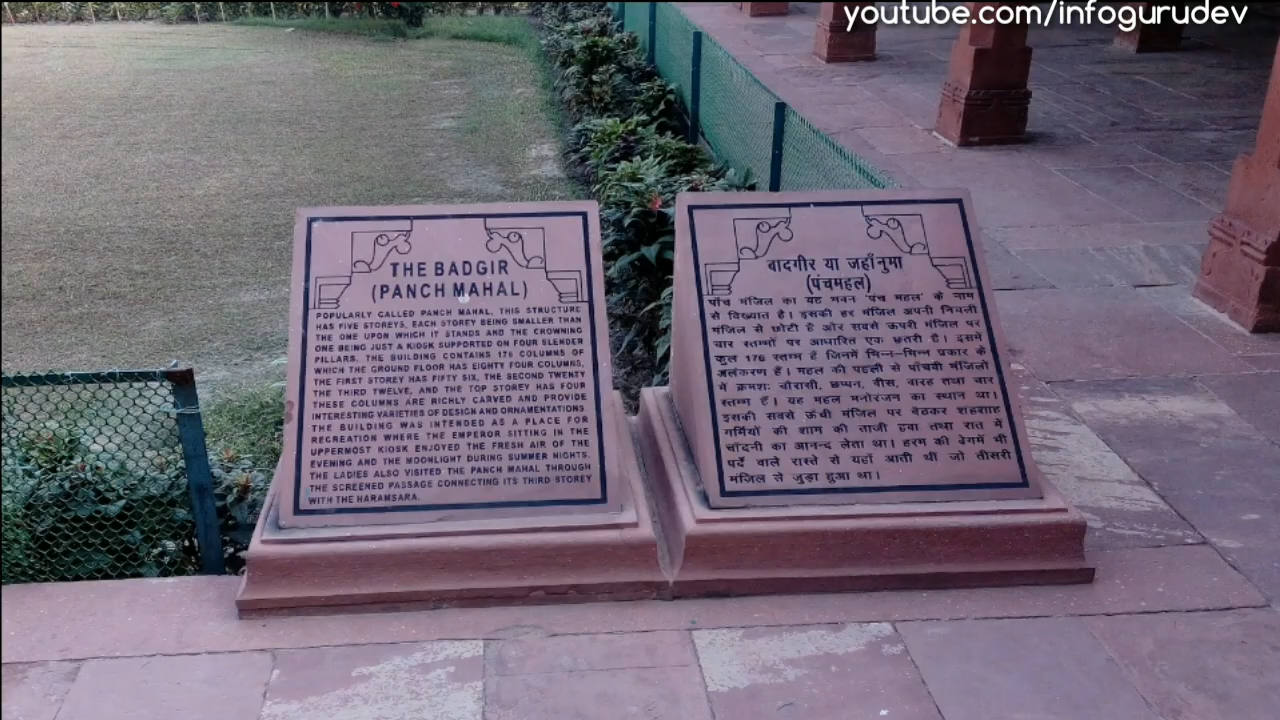 youtube.com/infogurudev
THE BADGIR
(PANCH MAHAL)
POPULARLY CALLED PANCH MAHAL, THIS STRUCTURE
HAS FIVE STOREYS, EACH STOREY BEING SMALLER THAN
THE ONE UPON WHICH IT STANDS AND THE CROWNING
ONE BEING JUST A KIOSK SUPPORTED ON FOUR SLENDER
PILLARS. THE BUILDING CONTAINS 176 COLUMNS OF
WHICH THE GROUND FLOOR HAS EIGHTY FOUR COLUMNS,
THE FIRST STOREY HAS FIFTY SIX, THE SECOND TWENTY
THE THIRD TWELVE, AND THE TOP STOREY HAS FOUR
THESE COLUMNS ARE RICHLY CARVED AND PROVIDE
INTERESTING VARIETIES OF DESIGN AND ORNAMENTATIONS
THE BUILDING WAS INTENDED AS A PLACE FOR
RECREATION WHERE THE EMPEROR SITTING IN THE
UPPERMOST KIOSK ENJOYED THE FRESH AIR OF THE
EVENING AND THE MOONLIGHT DURING SUMMER NIGHTS.
THE LADIES ALSO VISITED THE PANCH MAHAL THROUGH
THE SCREENED PASSAGE CONNECTING ITS THIRD STOREY
WITH THE HARAMSARA.
बादगीर या जहाँनुमा
(पंचमहल)
पाँच मंजिल का यह भवन 'पंच महल' के नाम
से विख्यात है। इसकी हर मंजिल अपनी निचली
मंजिल से छोटी है और सबसे ऊपरी मंजिल पर
चार स्तम्भों पर आधारित एक छतरी है। इसमें
कुल 176 स्तम्भ हैं जिनमें भिन्न-भिन्न प्रकार के
अलंकरण हैं। महल की पहली से पाँचवी मंजिलों
में क्रमशः चौरासी, छप्पन, बीस, बारह तथा चार
स्तम्भ हैं। यह महल मनोरंजन का स्थान था।
इसकी सबसे ऊँची मंजिल पर बैठकर शहंशाह
गर्मियों की शाम की ताजी हवा तथा रात में
चाँदनी का आनन्द लेता था। हरम की बेगमें भी
पर्दे वाले रास्ते से यहाँ आती थीं जो तीसरी
मंजिल से जुड़ा हुआ था।